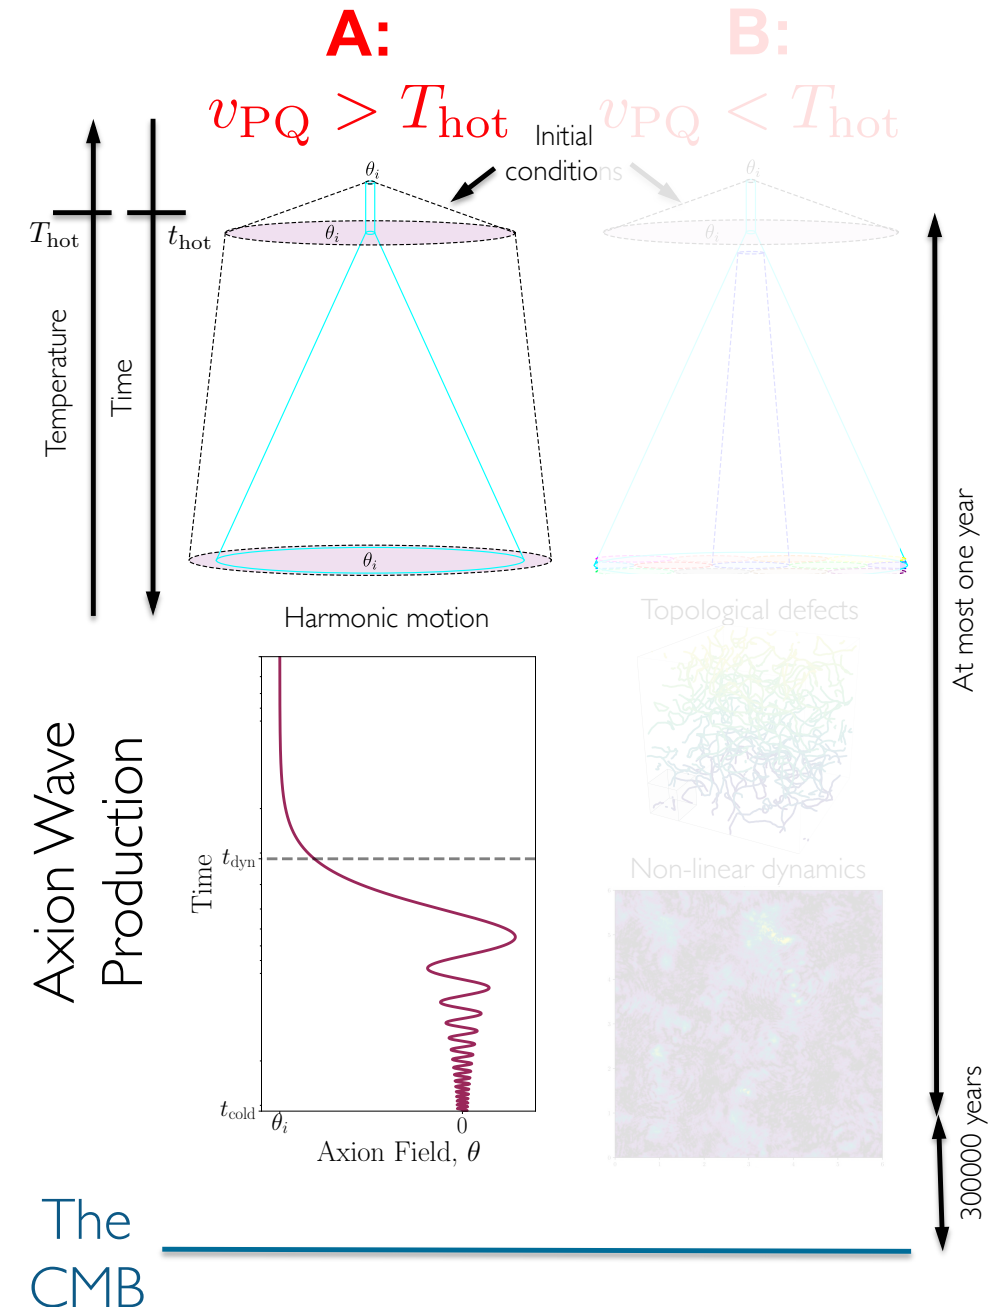 A:
B:
v_PQ > T_hot
v_PQ < T_hot
Initial
conditions
θ_i
θ_i
T_hot
t_hot
θ_i
θ_i
Temperature
Time
At most one year
θ_i
Harmonic motion
Topological defects
Axion Wave
Production
Time
t_dyn
Non-linear dynamics
t_cold
θ_i
0
Axion Field, θ
300000 years
The
CMB